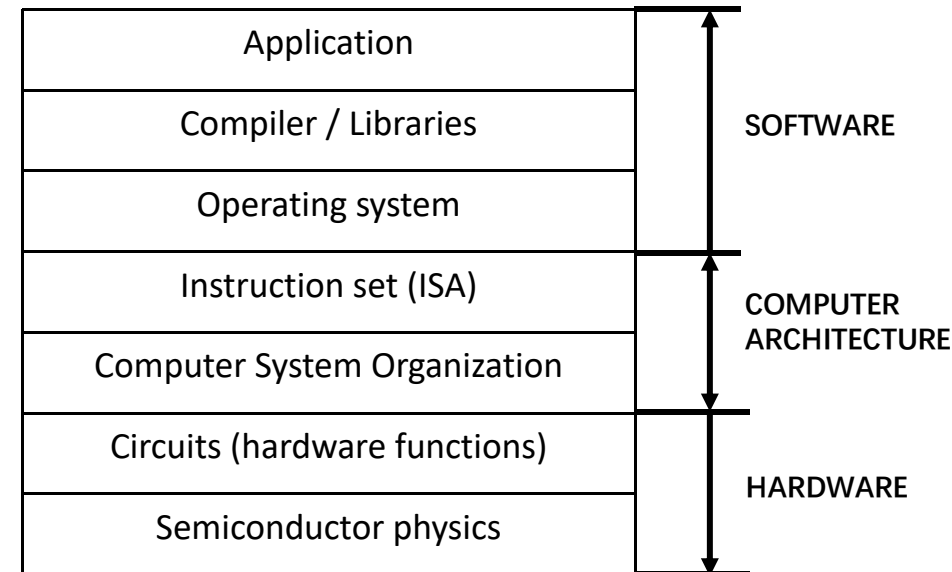 Application
Compiler / Libraries
SOFTWARE
Operating system
Instruction set (ISA)
COMPUTER
ARCHITECTURE
Computer System Organization
Circuits (hardware functions)
HARDWARE
Semiconductor physics